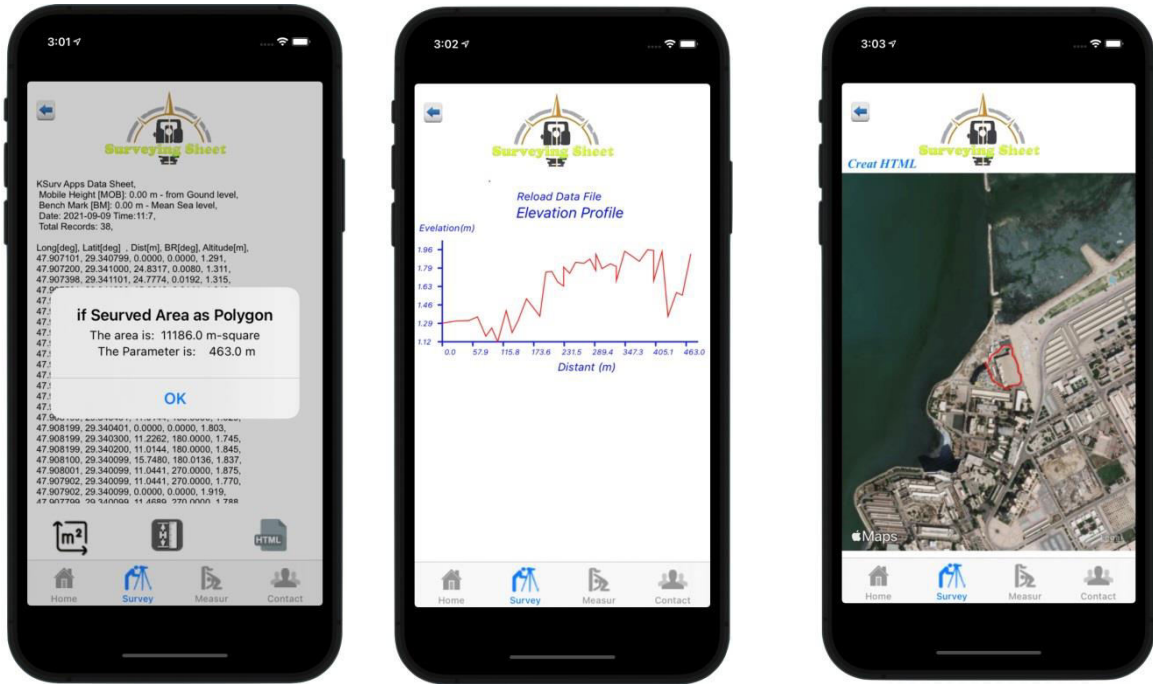 3:01
Surveying Sheet
KSurv Apps Data Sheet,
Mobile Height [MOB]: 0.00 m - from Gound level,
Bench Mark [BM]: 0.00 m - Mean Sea level,
Date: 2021-09-09 Time:11:7,
Total Records: 38,
Long[deg], Latit[deg] , Dist[m], BR[deg], Altitude[m],
47.907101, 29.340799, 0.0000, 0.0000, 1.291,
47.907200, 29.341000, 24.8317, 0.0080, 1.311,
47.907398, 29.341101, 24.7774, 0.0192, 1.315,
if Seurved Area as Polygon
The area is: 11186.0 m-square
The Parameter is: 463.0 m
OK
47.908199, 29.340401, 0.0000, 0.0000, 1.803,
47.908199, 29.340300, 11.2262, 180.0000, 1.745,
47.908199, 29.340200, 11.0144, 180.0000, 1.845,
47.908100, 29.340099, 15.7480, 180.0136, 1.837,
47.908001, 29.340099, 11.0441, 270.0000, 1.875,
47.907902, 29.340099, 11.0441, 270.0000, 1.770,
47.907902, 29.340099, 0.0000, 0.0000, 1.919,
47.907799, 29.340099, 11.4689, 270.0000, 1.788,
m²
H
HTML
Home Survey Measur Contact
3:02
Surveying Sheet
Reload Data File
Elevation Profile
Evelation(m)
1.96
1.79
1.63
1.46
1.29
1.12
0.0 57.9 115.8 173.6 231.5 289.4 347.3 405.1 463.0
Distant (m)
Home Survey Measur Contact
3:03
Surveying Sheet
Creat HTML
Maps
Home Survey Measur Contact